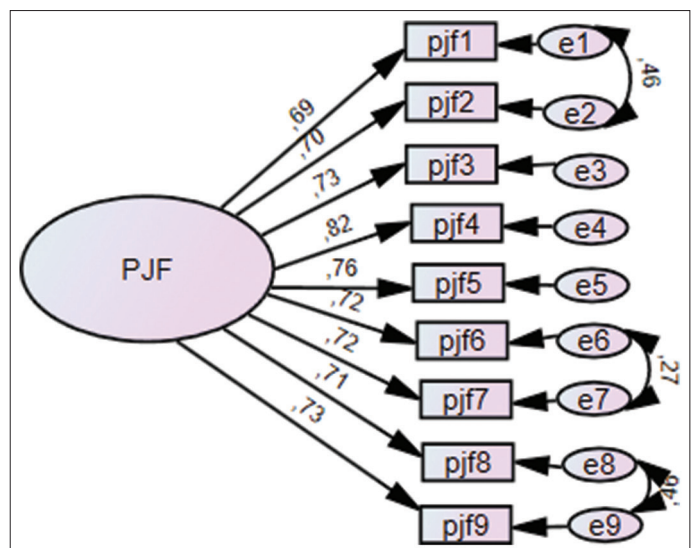 pjf1
e1
,69
,46
pjf2
e2
,70
pjf3
e3
,73
pjf4
e4
,82
PJF
pjf5
e5
,76
pjf6
e6
,72
,27
pjf7
e7
,72
pjf8
e8
,71
pjf9
e9
,73